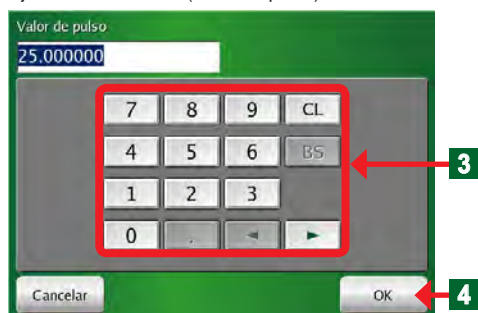 Valor de pulso
25.000000
7 8 9 CL
4 5 6 BS 3
1 2 3
0 . ◄ ►
Cancelar OK 4